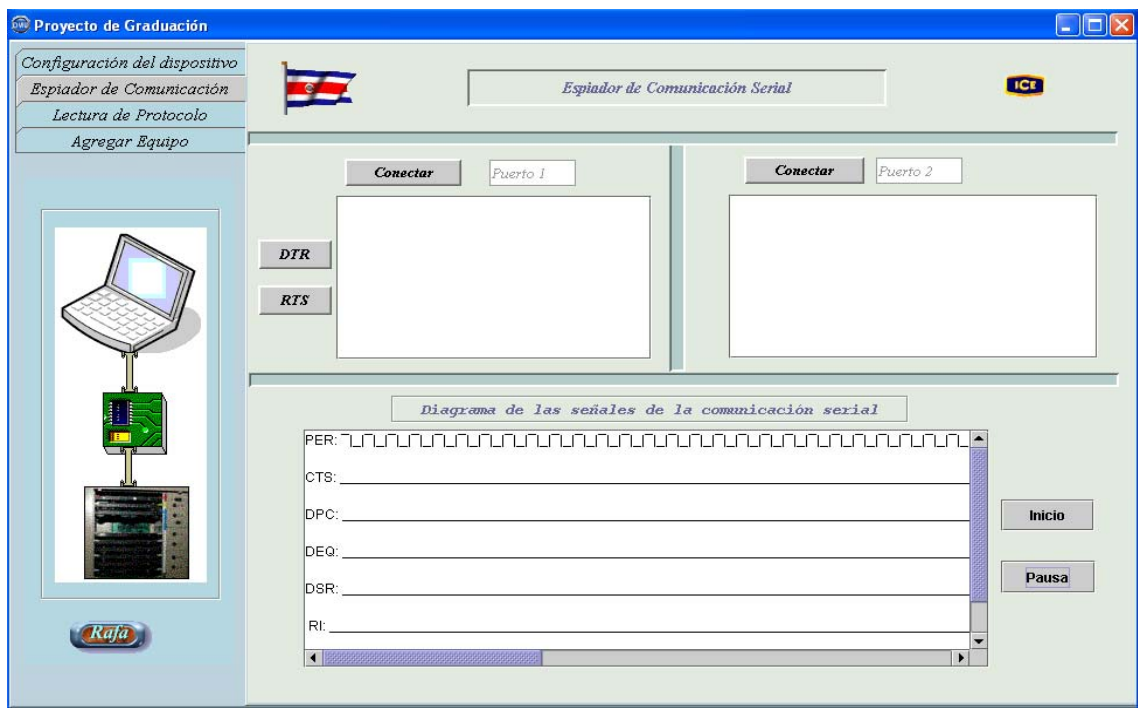 Proyecto de Graduación
Configuración del dispositivo
Espiador de Comunicación
Lectura de Protocolo
Agregar Equipo
Espiador de Comunicación Serial
ICE
Conectar
Puerto 1
Conectar
Puerto 2
DTR
RTS
Diagrama de las señales de la comunicación serial
PER:
CTS:
DPC:
DEQ:
DSR:
RI:
Inicio
Pausa
Rafa